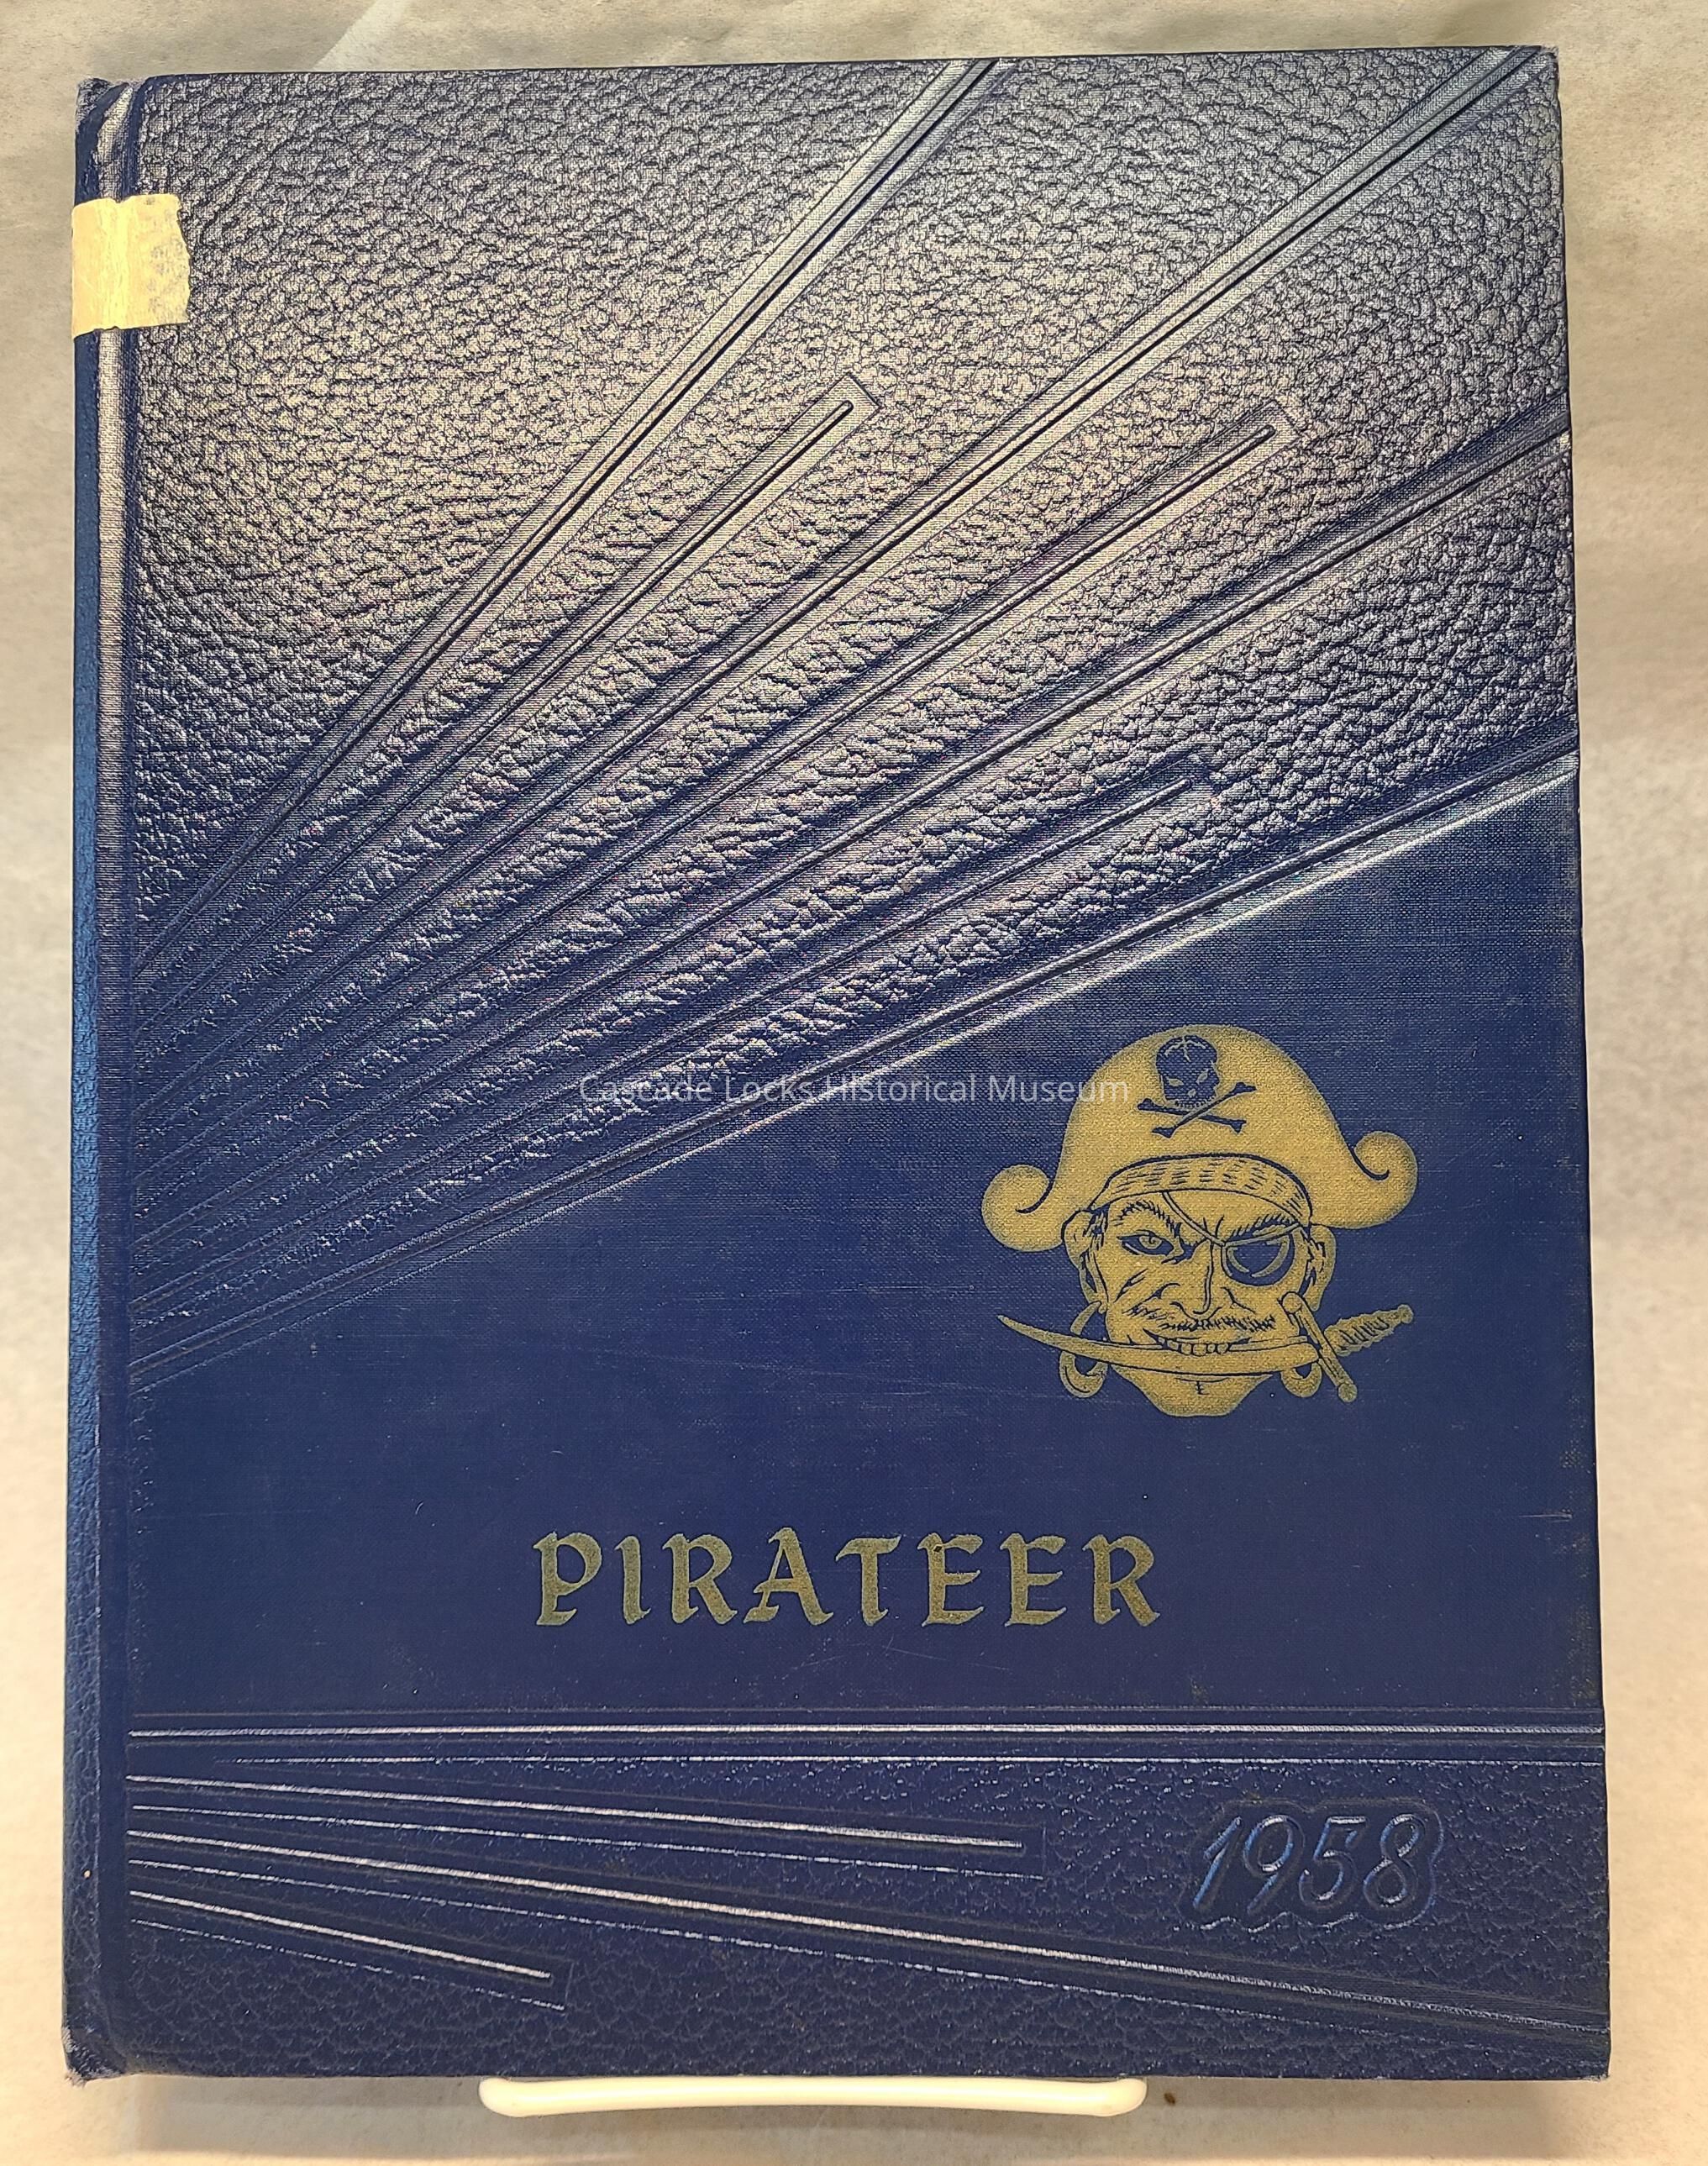 Cascade Locks Historical Museum
PIRATEER
1958